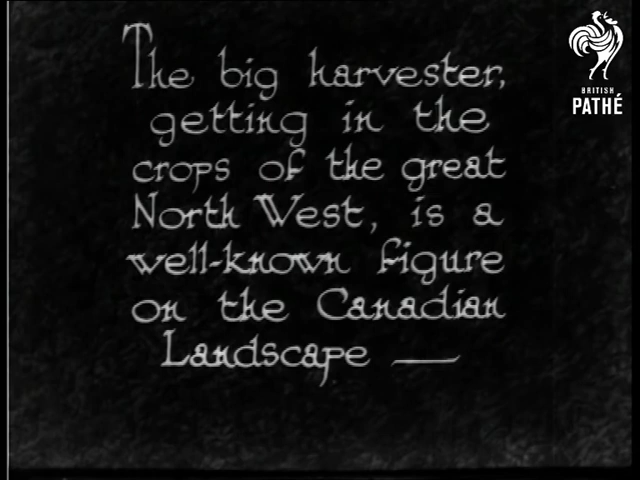 The big harvester,
getting in the
crops of the great
North West, is a
well-known figure
on the Canadian
Landscape —
BRITISH
PATHÉ